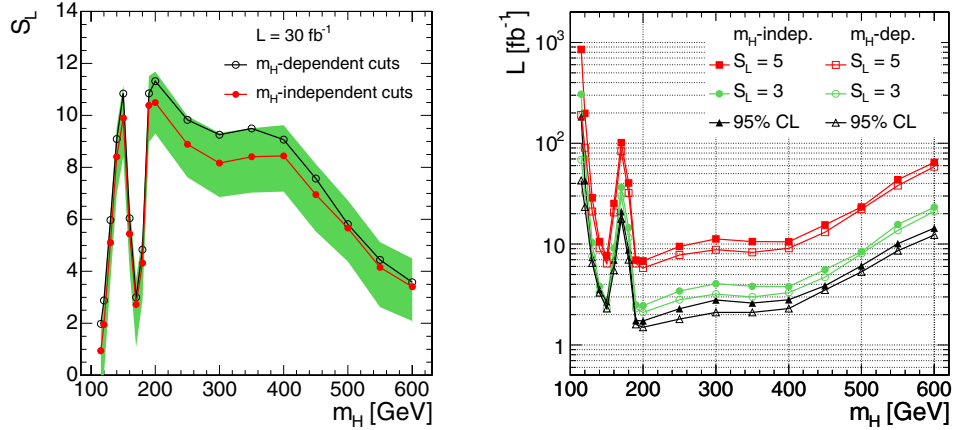 S_L
14
12
10
8
6
4
2
0
L = 30 fb⁻¹
m_H-dependent cuts
m_H-independent cuts
100 200 300 400 500 600
m_H [GeV]
L [fb⁻¹]
10³
10²
10
1
m_H-indep. m_H-dep.
S_L = 5 S_L = 5
S_L = 3 S_L = 3
95% CL 95% CL
100 200 300 400 500 600
m_H [GeV]